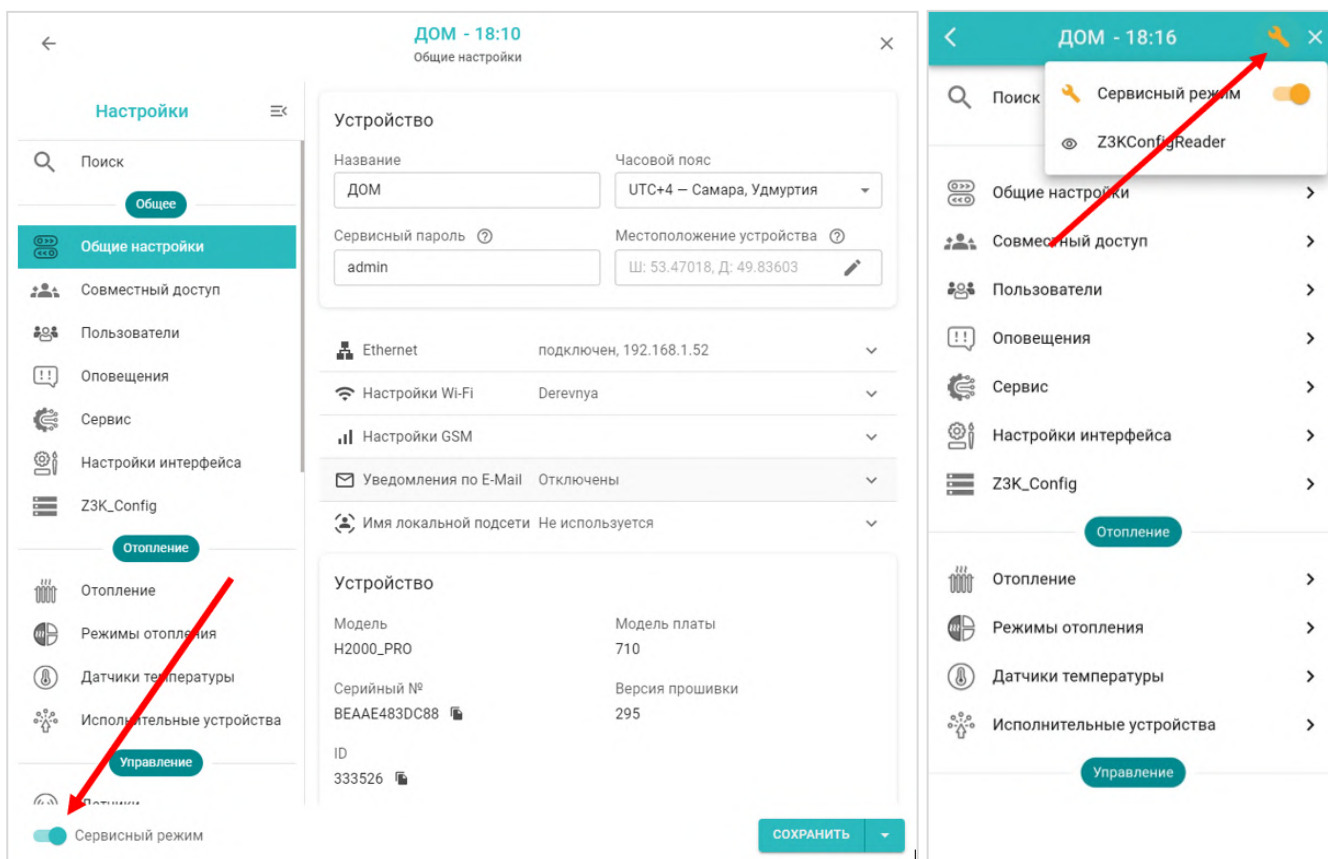 ДОМ - 18:10
Общие настройки
Настройки
Поиск
Общее
Общие настройки
Совместный доступ
Пользователи
Оповещения
Сервис
Настройки интерфейса
Z3K_Config
Отопление
Отопление
Режимы отопления
Датчики температуры
Исполнительные устройства
Управление
Датчики
Сервисный режим
Устройство
Название
Часовой пояс
ДОМ
UTC+4 — Самара, Удмуртия
Сервисный пароль
Местоположение устройства
admin
Ш: 53.47018, Д: 49.83603
Ethernet подключен, 192.168.1.52
Настройки Wi-Fi Derevnya
Настройки GSM
Уведомления по E-Mail Отключены
Имя локальной подсети Не используется
Устройство
Модель
Модель платы
H2000_PRO
710
Серийный №
Версия прошивки
BEAAE483DC88
295
ID
333526
СОХРАНИТЬ
ДОМ - 18:16
Поиск
Сервисный режим
Z3KConfigReader
Общие настройки
Совместный доступ
Пользователи
Оповещения
Сервис
Настройки интерфейса
Z3K_Config
Отопление
Отопление
Режимы отопления
Датчики температуры
Исполнительные устройства
Управление